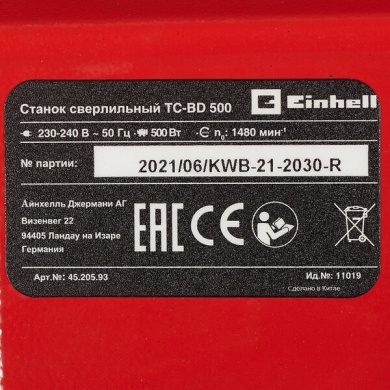 Станок сверлильный TC-BD 500
Einhell
230-240 В ~ 50 Гц 500 Вт n₀: 1480 мин⁻¹
№ партии: 2021/06/KWB-21-2030-R
Айнхелль Джермани АГ
Визенвег 22
94405 Ландау на Изаре
Германия
EAC CE
Арт.№: 45.205.93
Ид.№: 11019
Сделано в Китае